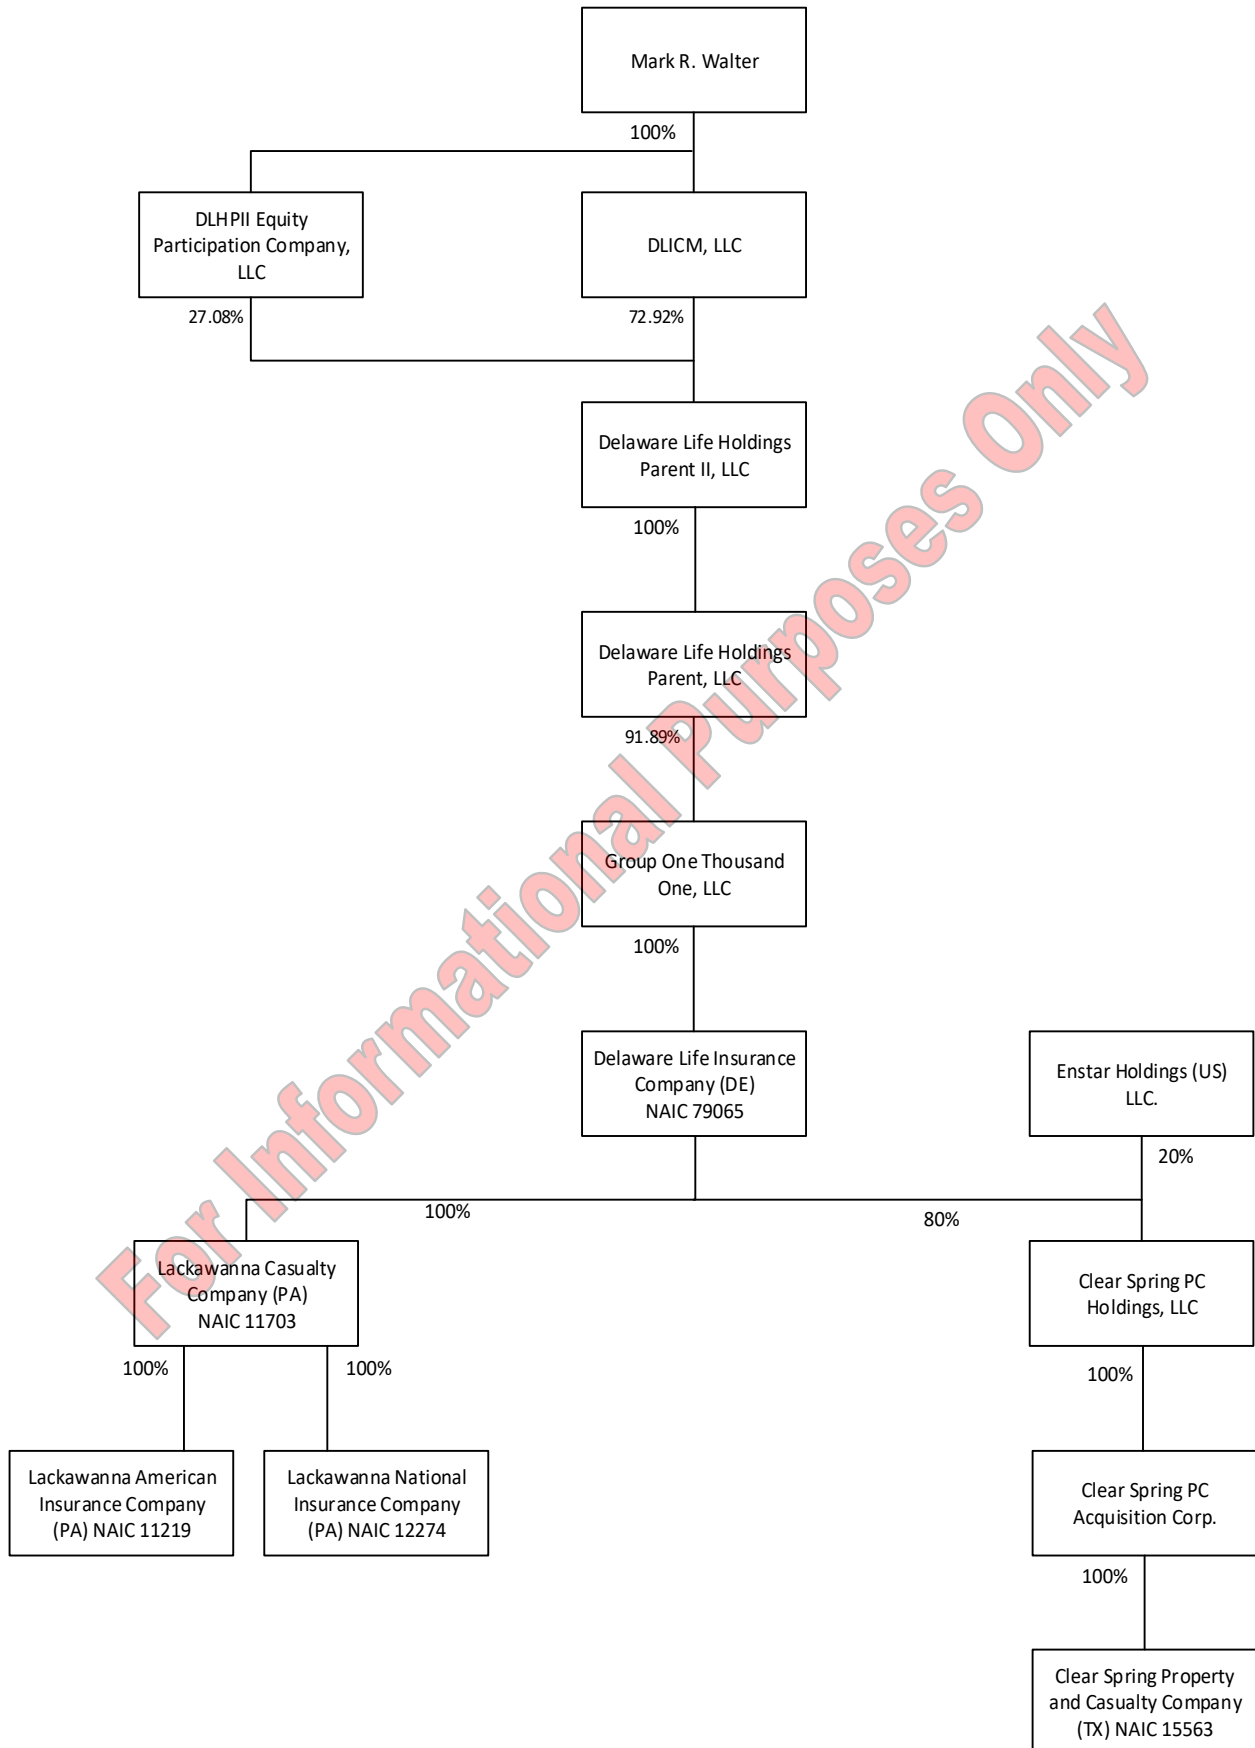 Mark R. Walter
100%
DLHPII Equity
Participation Company,
LLC
DLICM, LLC
27.08%
72.92%
Delaware Life Holdings
Parent II, LLC
100%
Delaware Life Holdings
Parent, LLC
91.89%
Group One Thousand
One, LLC
100%
Delaware Life Insurance
Company (DE)
NAIC 79065
Enstar Holdings (US)
LLC.
20%
100%
80%
Lackawanna Casualty
Company (PA)
NAIC 11703
Clear Spring PC
Holdings, LLC
100%
100%
100%
Lackawanna American
Insurance Company
(PA) NAIC 11219
Lackawanna National
Insurance Company
(PA) NAIC 12274
Clear Spring PC
Acquisition Corp.
100%
Clear Spring Property
and Casualty Company
(TX) NAIC 15563
For Informational Purposes Only